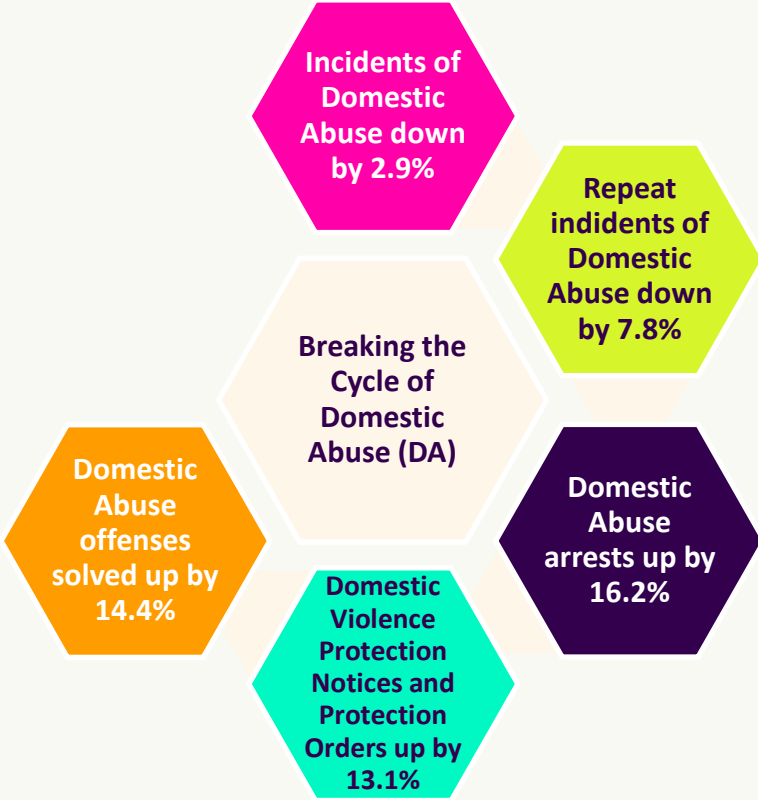 Incidents of
Domestic
Abuse down
by 2.9%
Repeat
indidents of
Domestic
Abuse down
by 7.8%
Breaking the
Cycle of
Domestic
Abuse (DA)
Domestic
Abuse
arrests up by
16.2%
Domestic
Violence
Protection
Notices and
Protection
Orders up by
13.1%
Domestic
Abuse
offenses
solved up by
14.4%